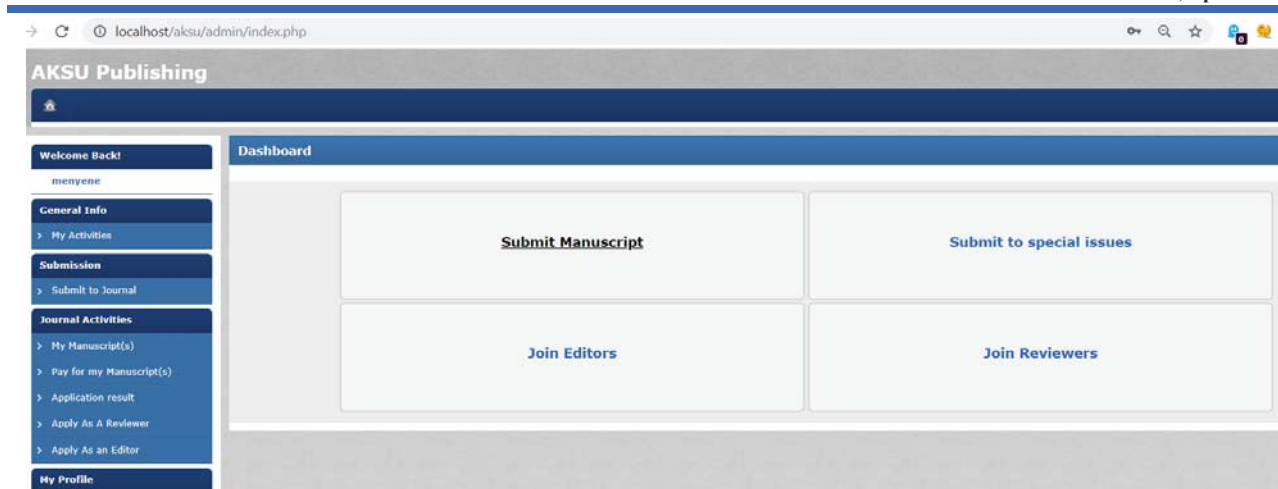 localhost/aksu/admin/index.php
0
AKSU Publishing
Welcome Back!
menyene
General Info
> My Activities
Submission
> Submit to Journal
Journal Activities
> My Manuscript(s)
> Pay for my Manuscript(s)
> Application result
> Apply As A Reviewer
> Apply As an Editor
My Profile
Dashboard
Submit Manuscript
Submit to special issues
Join Editors
Join Reviewers